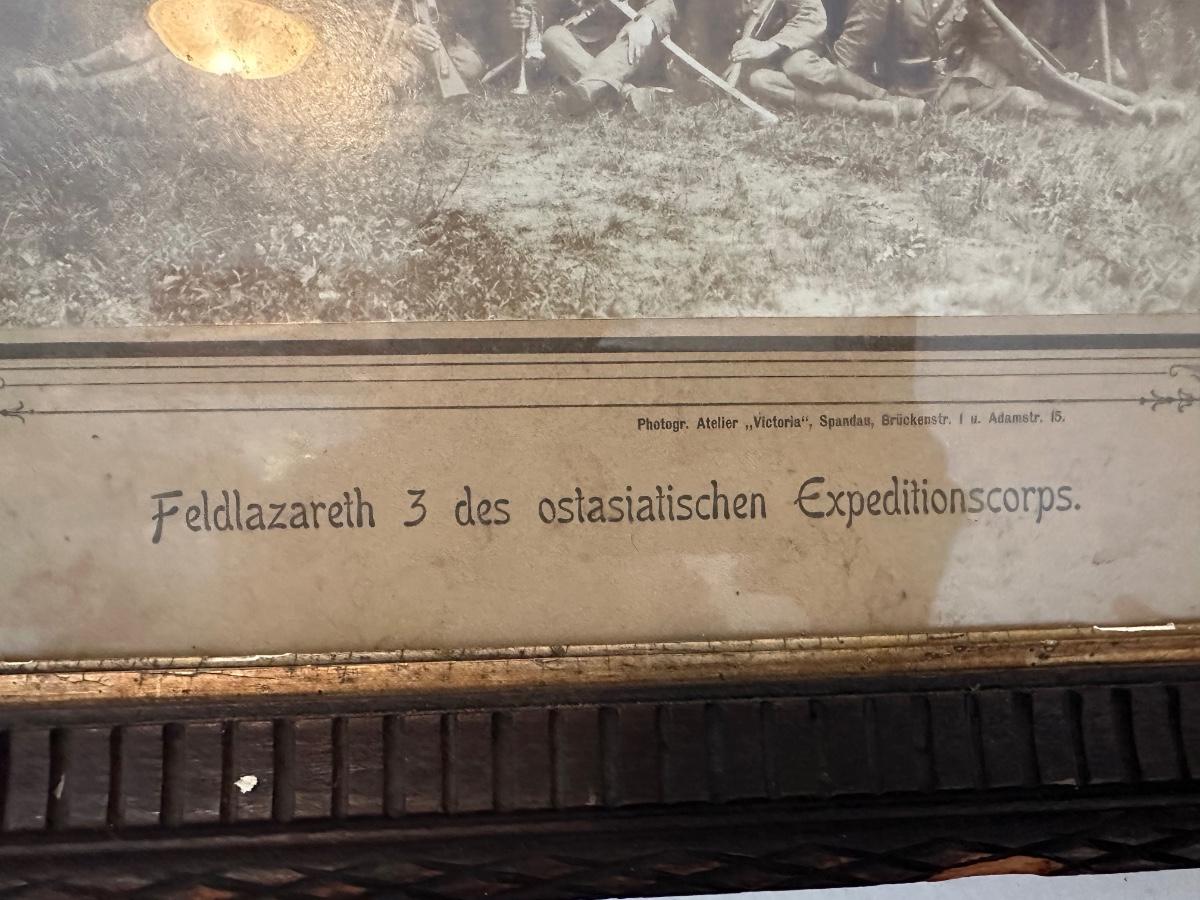 Photogr. Atelier „Victoria“, Spandau, Brückenstr. 1 u. Adamstr. 15.
Feldlazareth 3 des ostasiatischen Expeditionscorps.